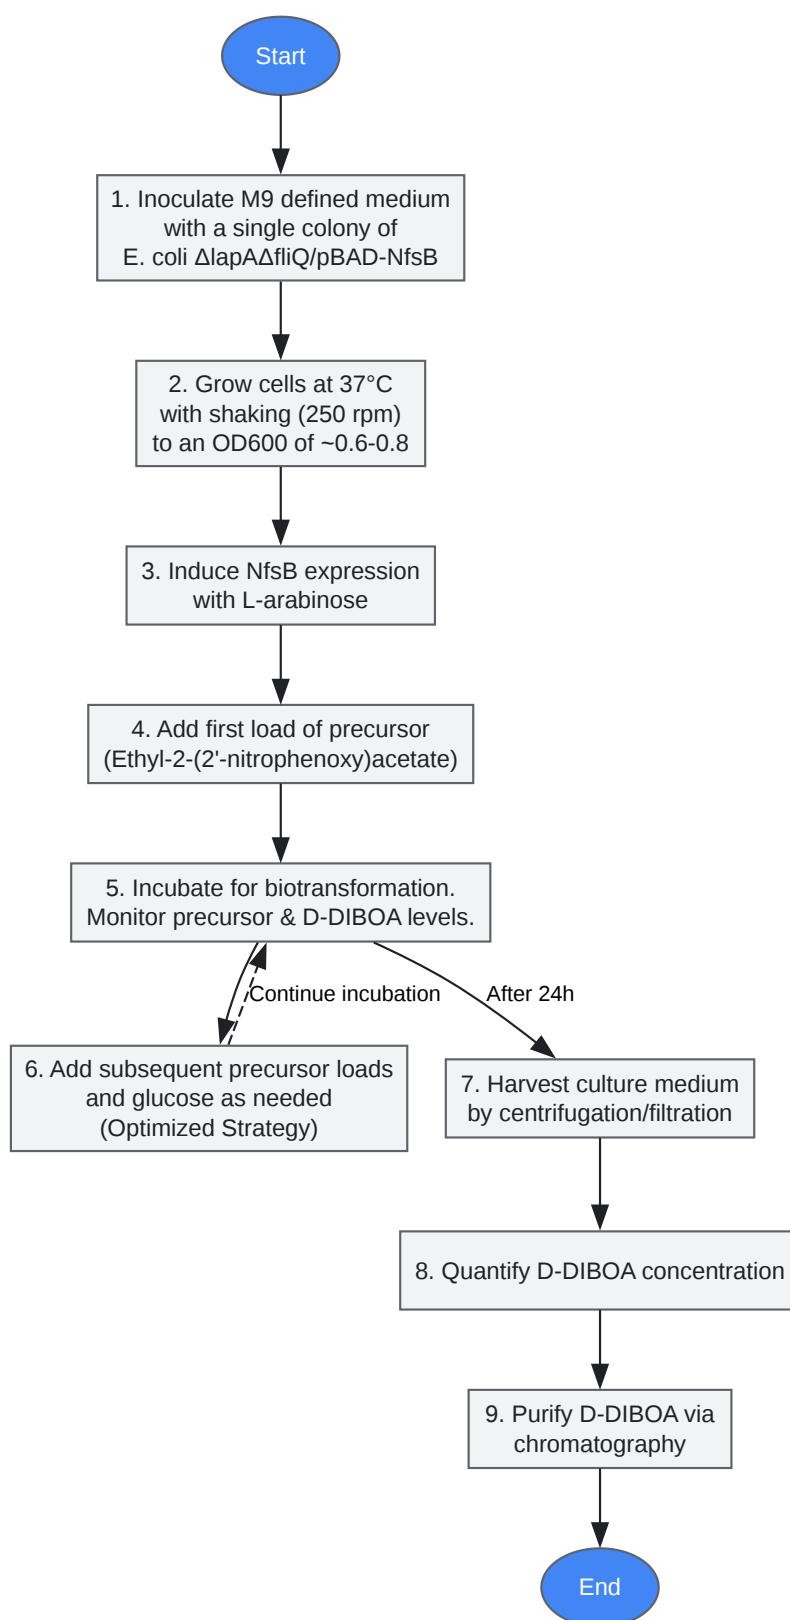 Start
1. Inoculate M9 defined medium
with a single colony of
E. coli ΔlapAΔfliQ/pBAD-NfsB
2. Grow cells at 37°C
with shaking (250 rpm)
to an OD600 of ~0.6-0.8
3. Induce NfsB expression
with L-arabinose
4. Add first load of precursor
(Ethyl-2-(2'-nitrophenoxy)acetate)
5. Incubate for biotransformation.
Monitor precursor & D-DIBOA levels.
Continue incubation
After 24h
6. Add subsequent precursor loads
and glucose as needed
(Optimized Strategy)
7. Harvest culture medium
by centrifugation/filtration
8. Quantify D-DIBOA concentration
9. Purify D-DIBOA via
chromatography
End